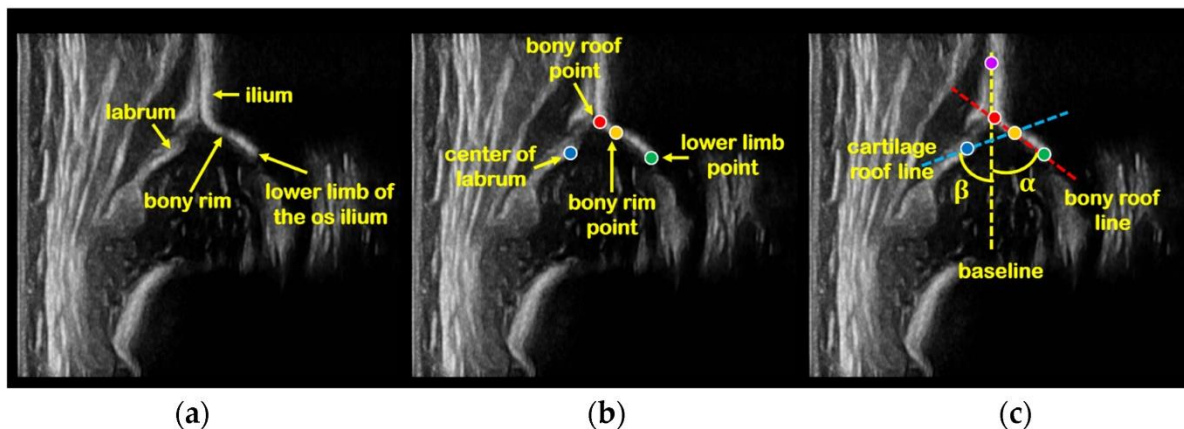 ilium
labrum
bony rim
lower limb of
the os ilium
bony roof
point
center of
labrum
lower limb
point
bony rim
point
cartilage
roof line
β
α
bony roof
line
baseline
(a)
(b)
(c)